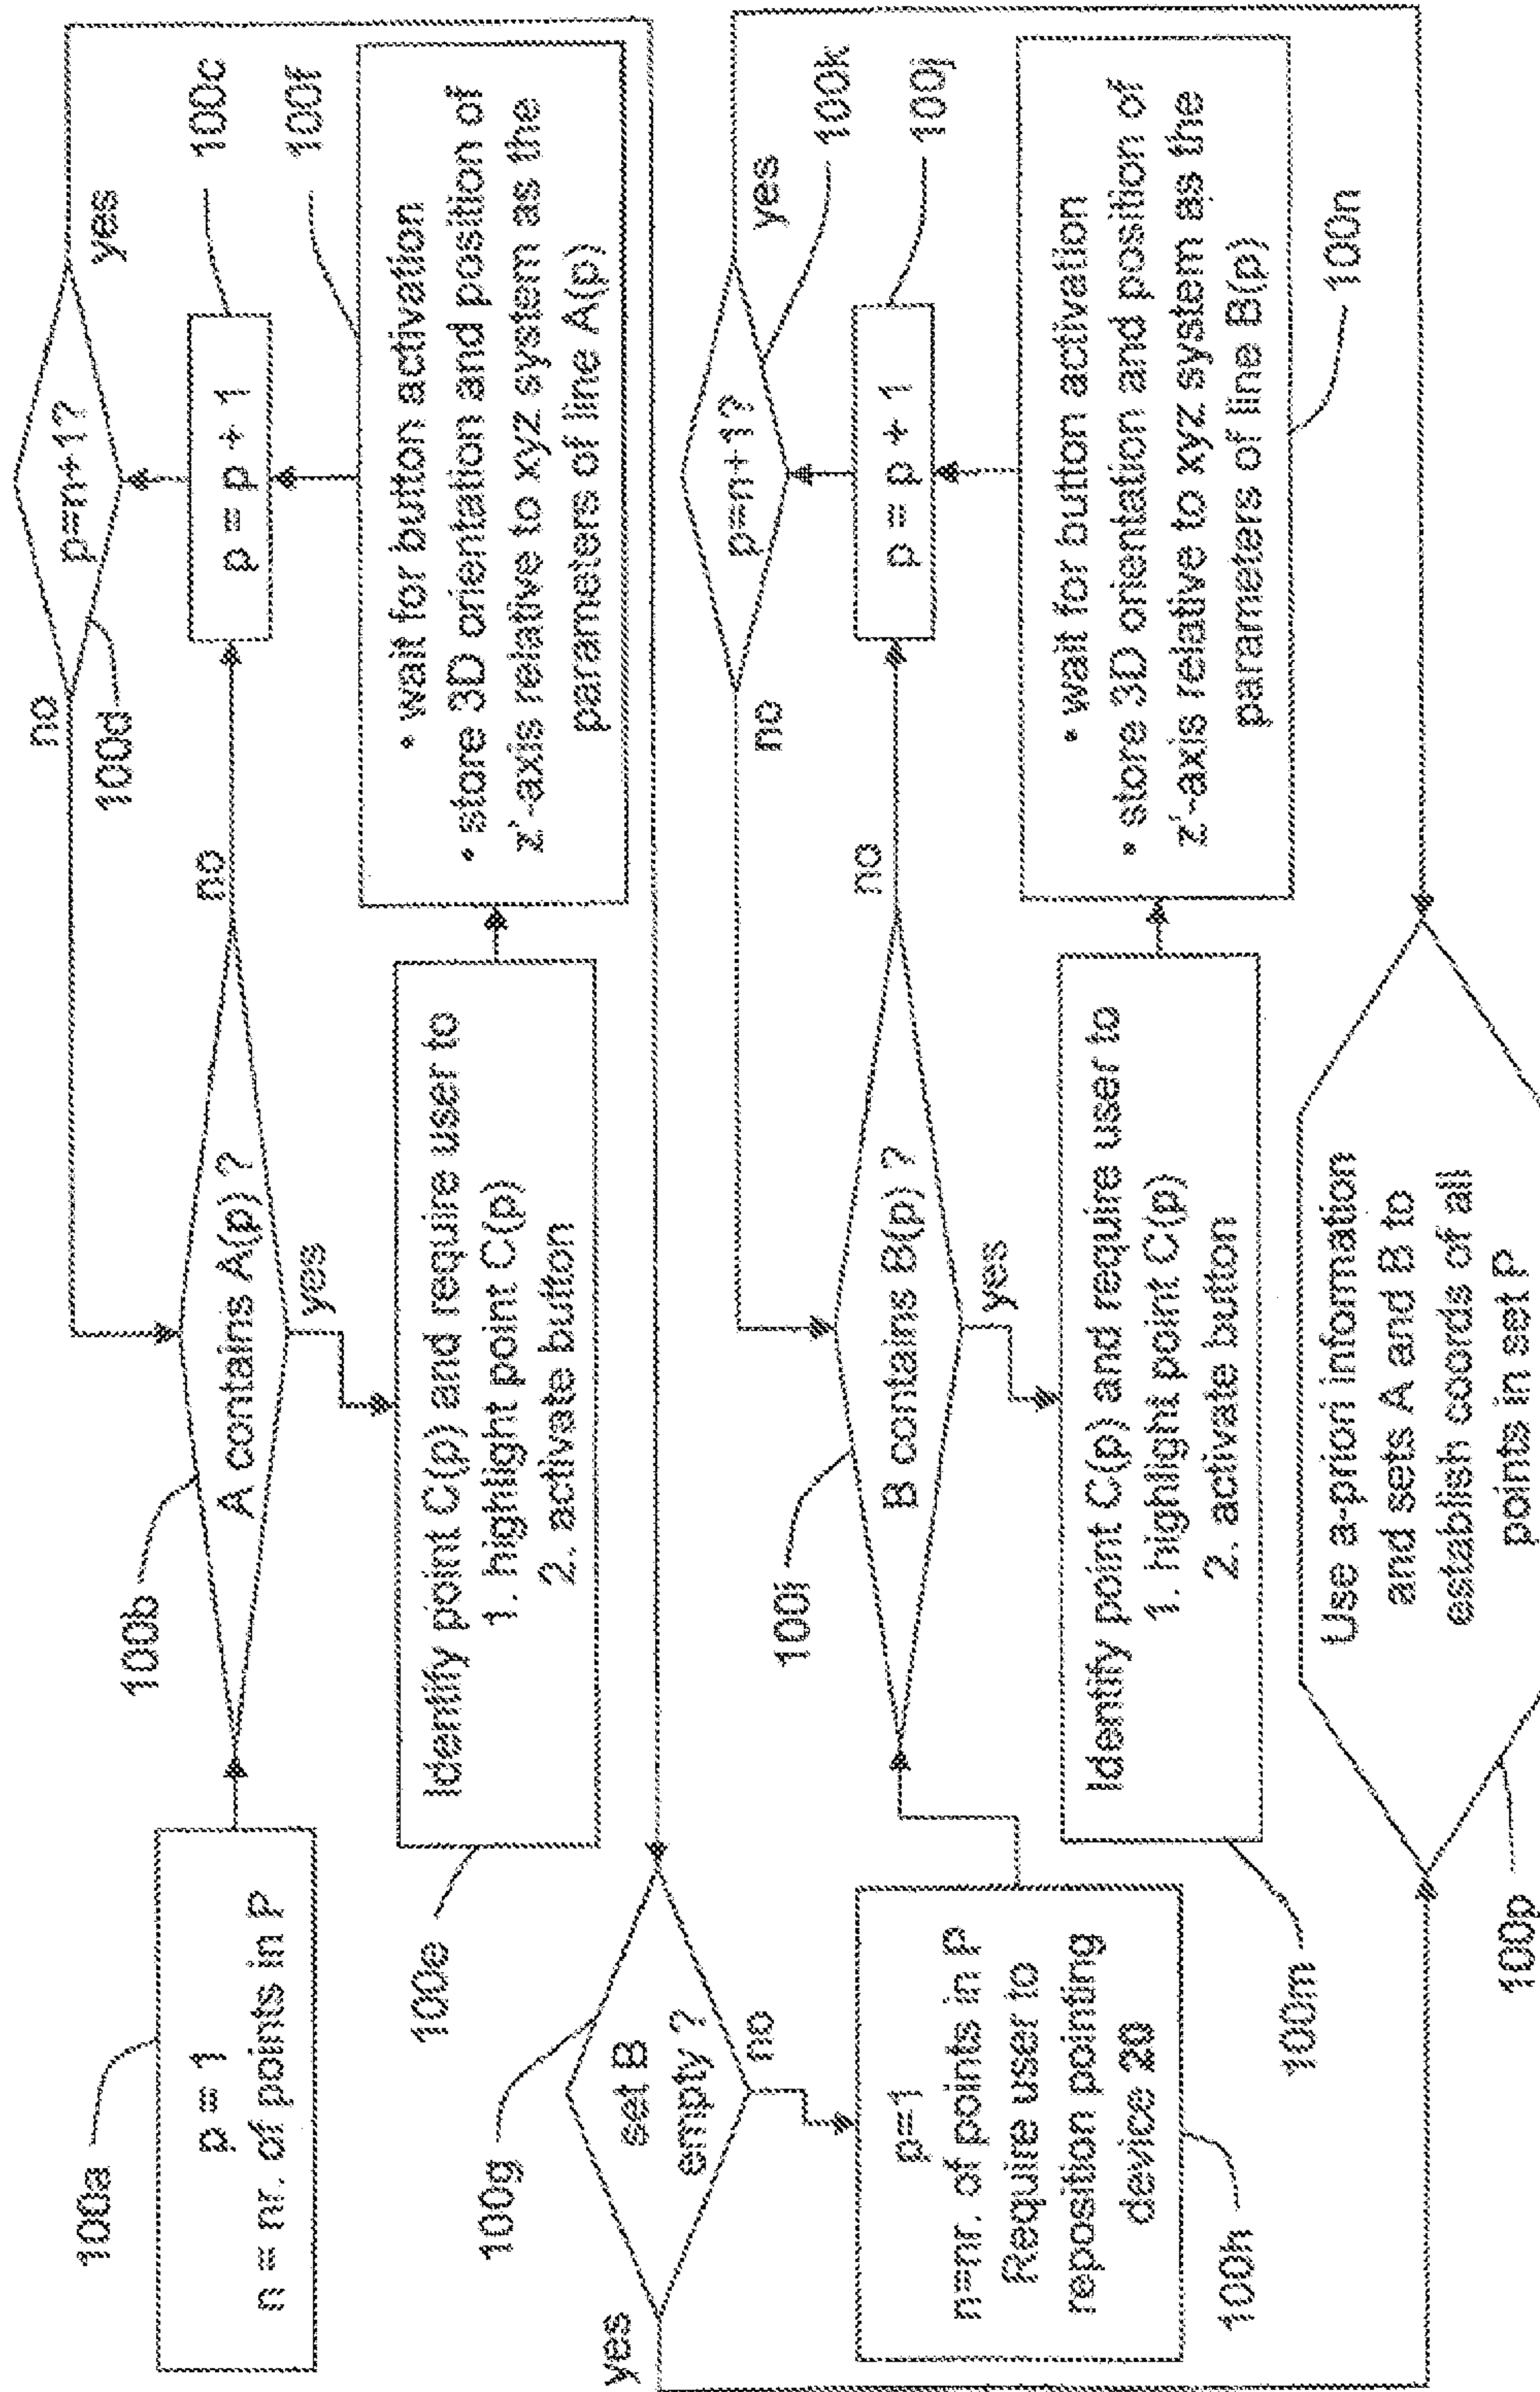 100a
p = 1
n = nr. of points in P
100b
A contains A(p) ?
no
yes
100c
p = p + 1
100d
p=n+1?
no
yes
100e
Identify point C(p) and require user to
1. highlight point C(p)
2. activate button
100f
• wait for button activation
• store 3D orientation and position of
z'-axis relative to xyz system as the
parameters of line A(p)
100g
set B
empty ?
yes
no
100h
p=1
n=nr. of points in P
Require user to
reposition pointing
device 20
100i
B contains B(p) ?
no
yes
100j
p = p + 1
100k
p=n+1?
no
yes
100m
Identify point C(p) and require user to
1. highlight point C(p)
2. activate button
100n
• wait for button activation
• store 3D orientation and position of
z'-axis relative to xyz system as the
parameters of line B(p)
100p
Use a-priori information
and sets A and B to
establish coords of all
points in set P